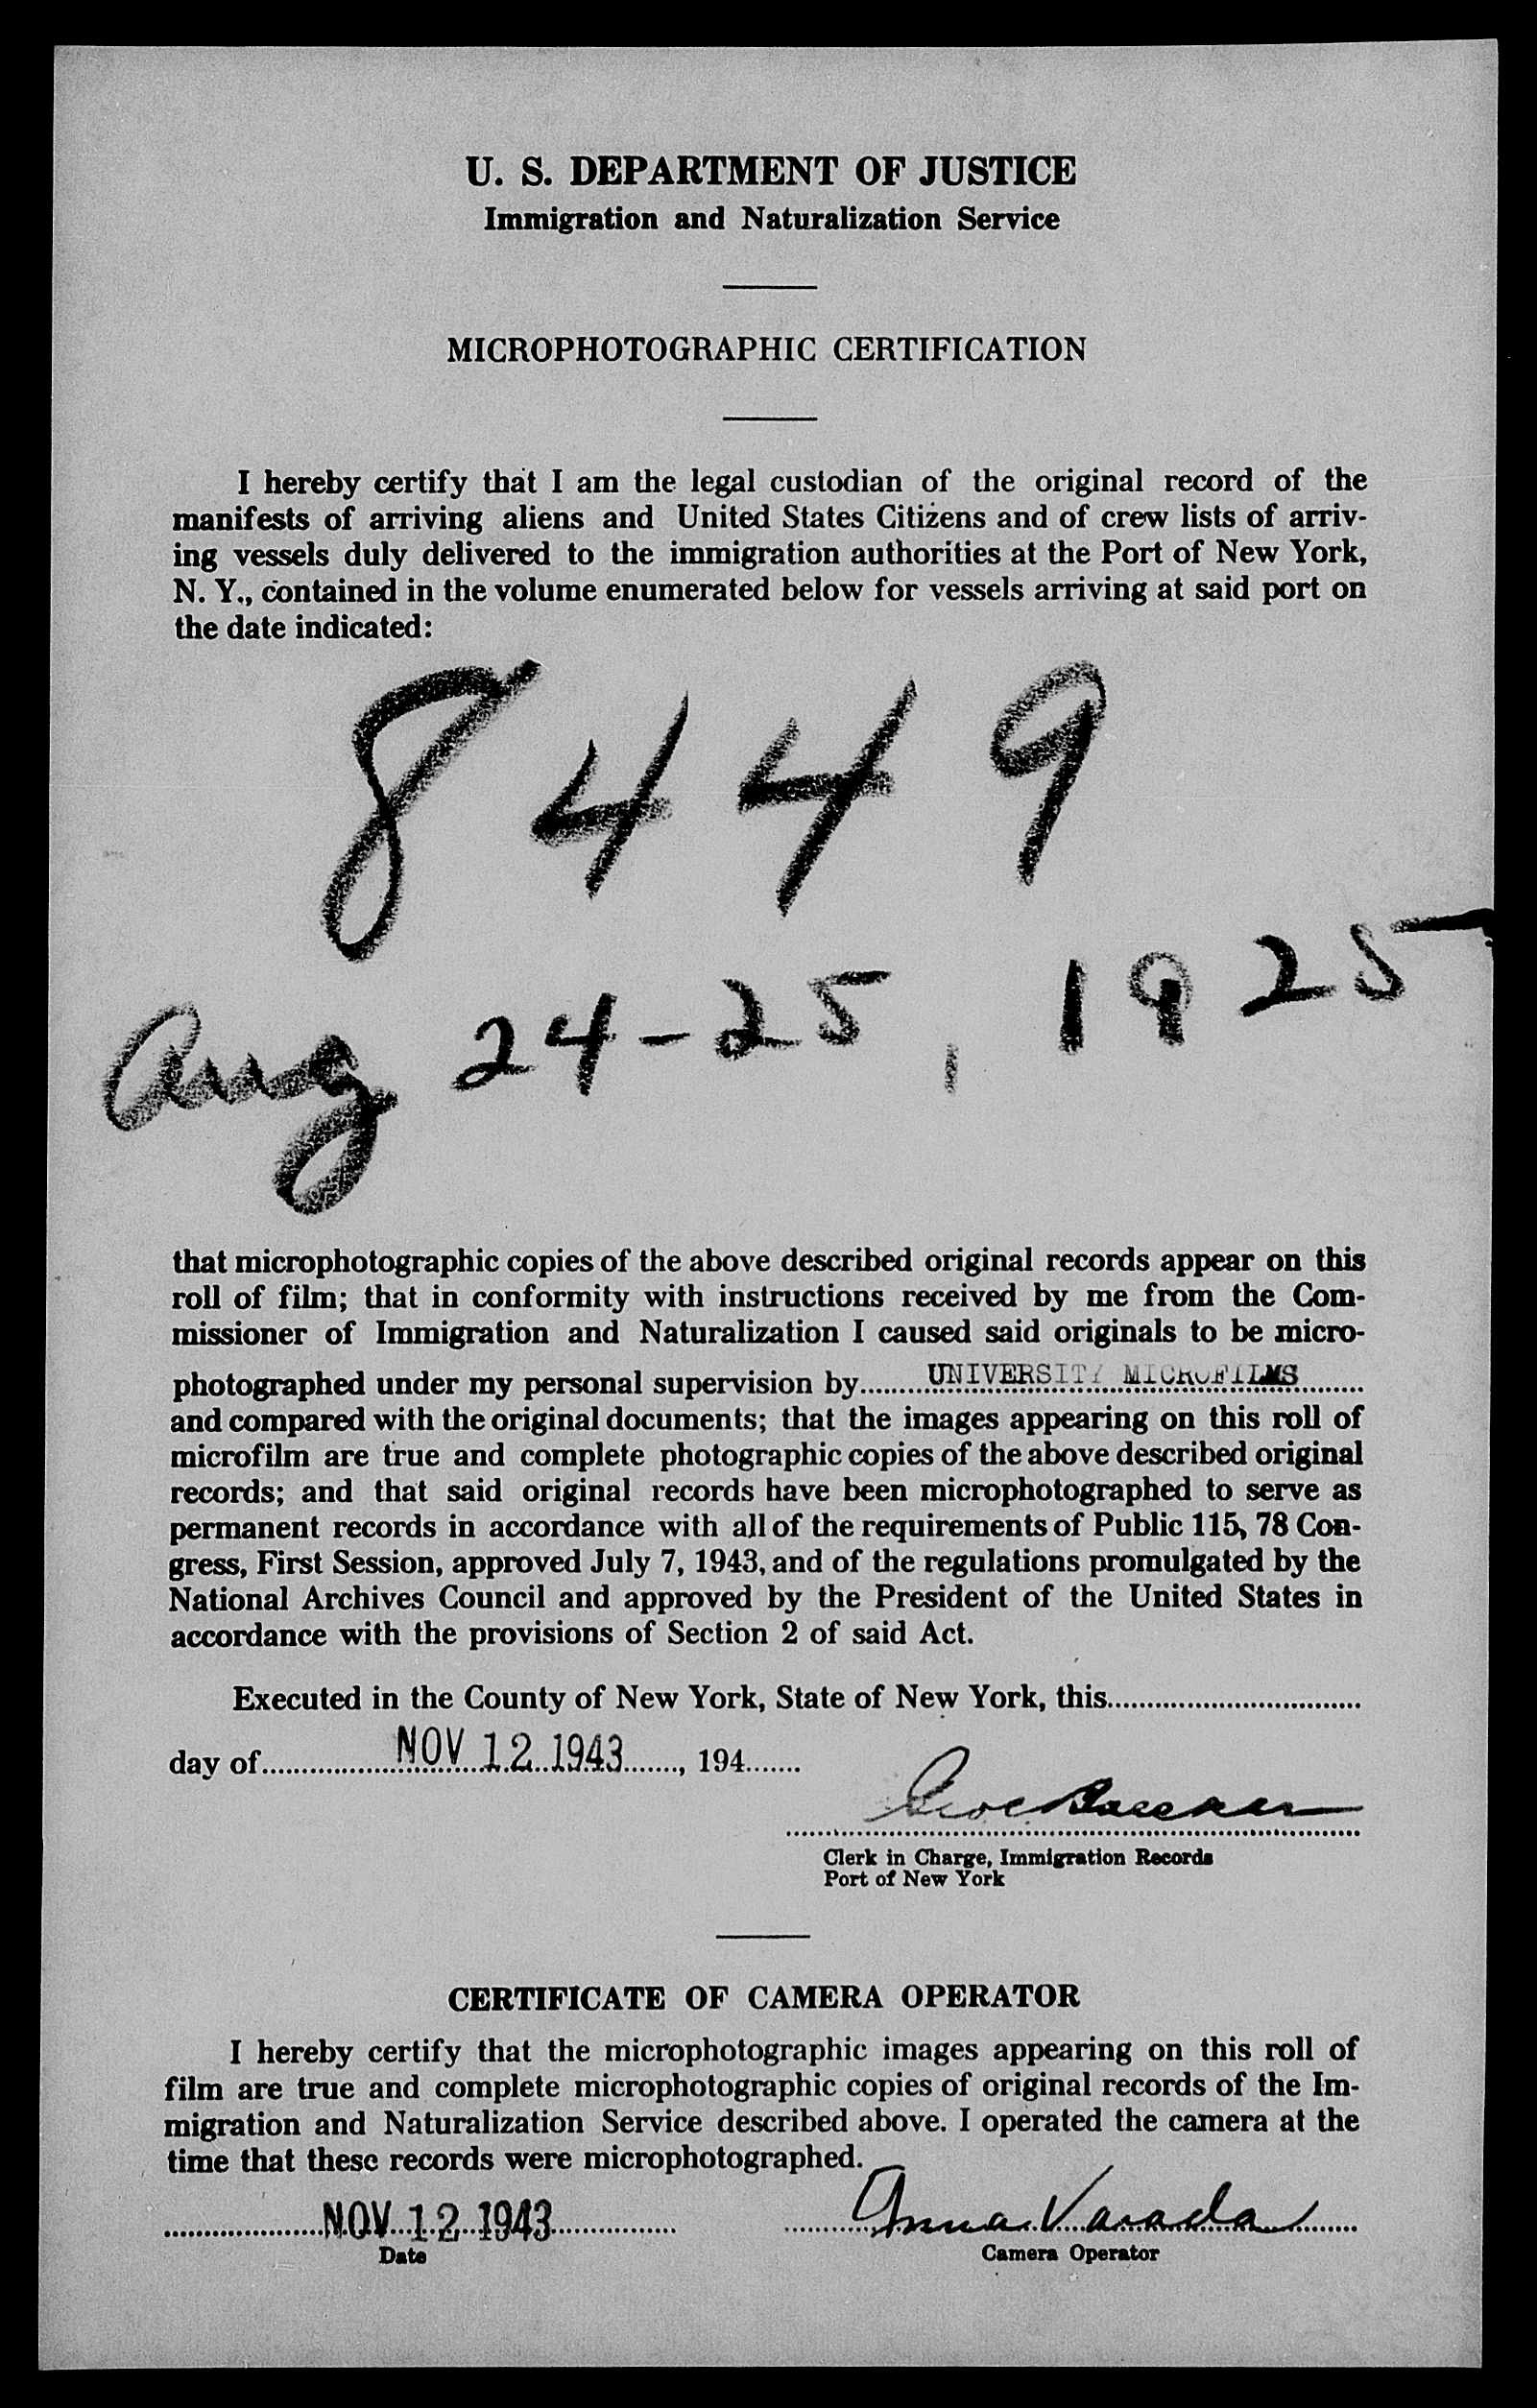 U. S. DEPARTMENT OF JUSTICE
Immigration and Naturalization Service
MICROPHOTOGRAPHIC CERTIFICATION
I hereby certify that I am the legal custodian of the original record of the
manifests of arriving aliens and United States Citizens and of crew lists of arriv-
ing vessels duly delivered to the immigration authorities at the Port of New York,
N. Y., contained in the volume enumerated below for vessels arriving at said port on
the date indicated:
8449
Aug 24-25, 1925
that microphotographic copies of the above described original records appear on this
roll of film; that in conformity with instructions received by me from the Com-
missioner of Immigration and Naturalization I caused said originals to be micro-
photographed under my personal supervision by UNIVERSITY MICROFILMS
and compared with the original documents; that the images appearing on this roll of
microfilm are true and complete photographic copies of the above described original
records; and that said original records have been microphotographed to serve as
permanent records in accordance with all of the requirements of Public 115, 78 Con-
gress, First Session, approved July 7, 1943, and of the regulations promulgated by the
National Archives Council and approved by the President of the United States in
accordance with the provisions of Section 2 of said Act.
Executed in the County of New York, State of New York, this
day of NOV 12 1943, 194
Clerk in Charge, Immigration Records
Port of New York
CERTIFICATE OF CAMERA OPERATOR
I hereby certify that the microphotographic images appearing on this roll of
film are true and complete microphotographic copies of original records of the Im-
migration and Naturalization Service described above. I operated the camera at the
time that these records were microphotographed.
NOV 12 1943 Anna Varada
Date Camera Operator